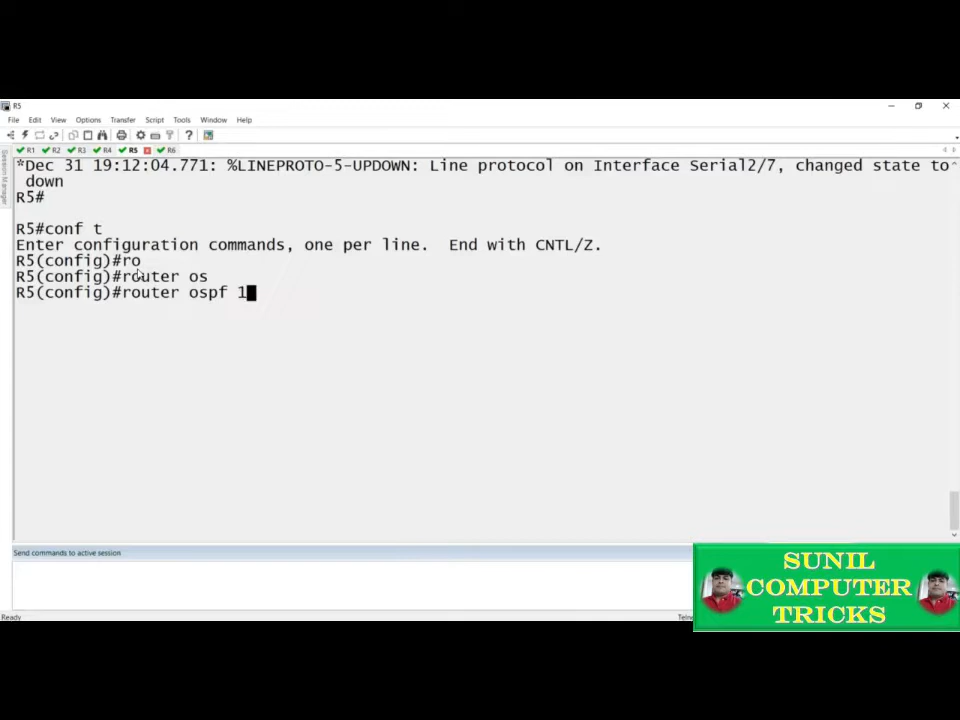 R5
File Edit View Options Transfer Script Tools Window Help
R1 R2 R3 R4 R5 R6
Session Manager
*Dec 31 19:12:04.771: %LINEPROTO-5-UPDOWN: Line protocol on Interface Serial2/7, changed state to
down
R5#
R5#conf t
Enter configuration commands, one per line. End with CNTL/Z.
R5(config)#ro
R5(config)#router os
R5(config)#router ospf 1
Send commands to active session
Ready
Telne
SUNIL
COMPUTER
TRICKS